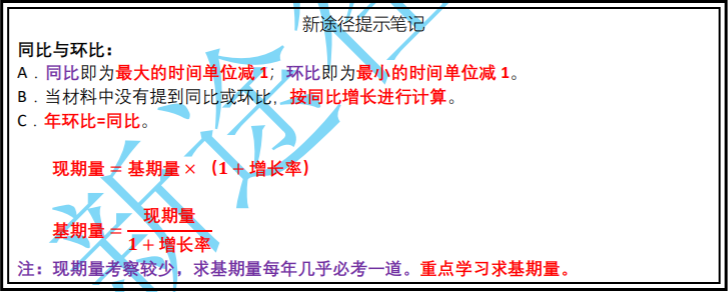 新途径提示笔记
同比与环比：
A．同比即为最大的时间单位减 1；环比即为最小的时间单位减 1。
B．当材料中没有提到同比或环比，按同比增长进行计算。
C．年环比=同比。
现期量 = 基期量 ×（1 + 增长率）
基期量 = 现期量 / 1 + 增长率
注：现期量考察较少，求基期量每年几乎必考一道。重点学习求基期量。
新途径